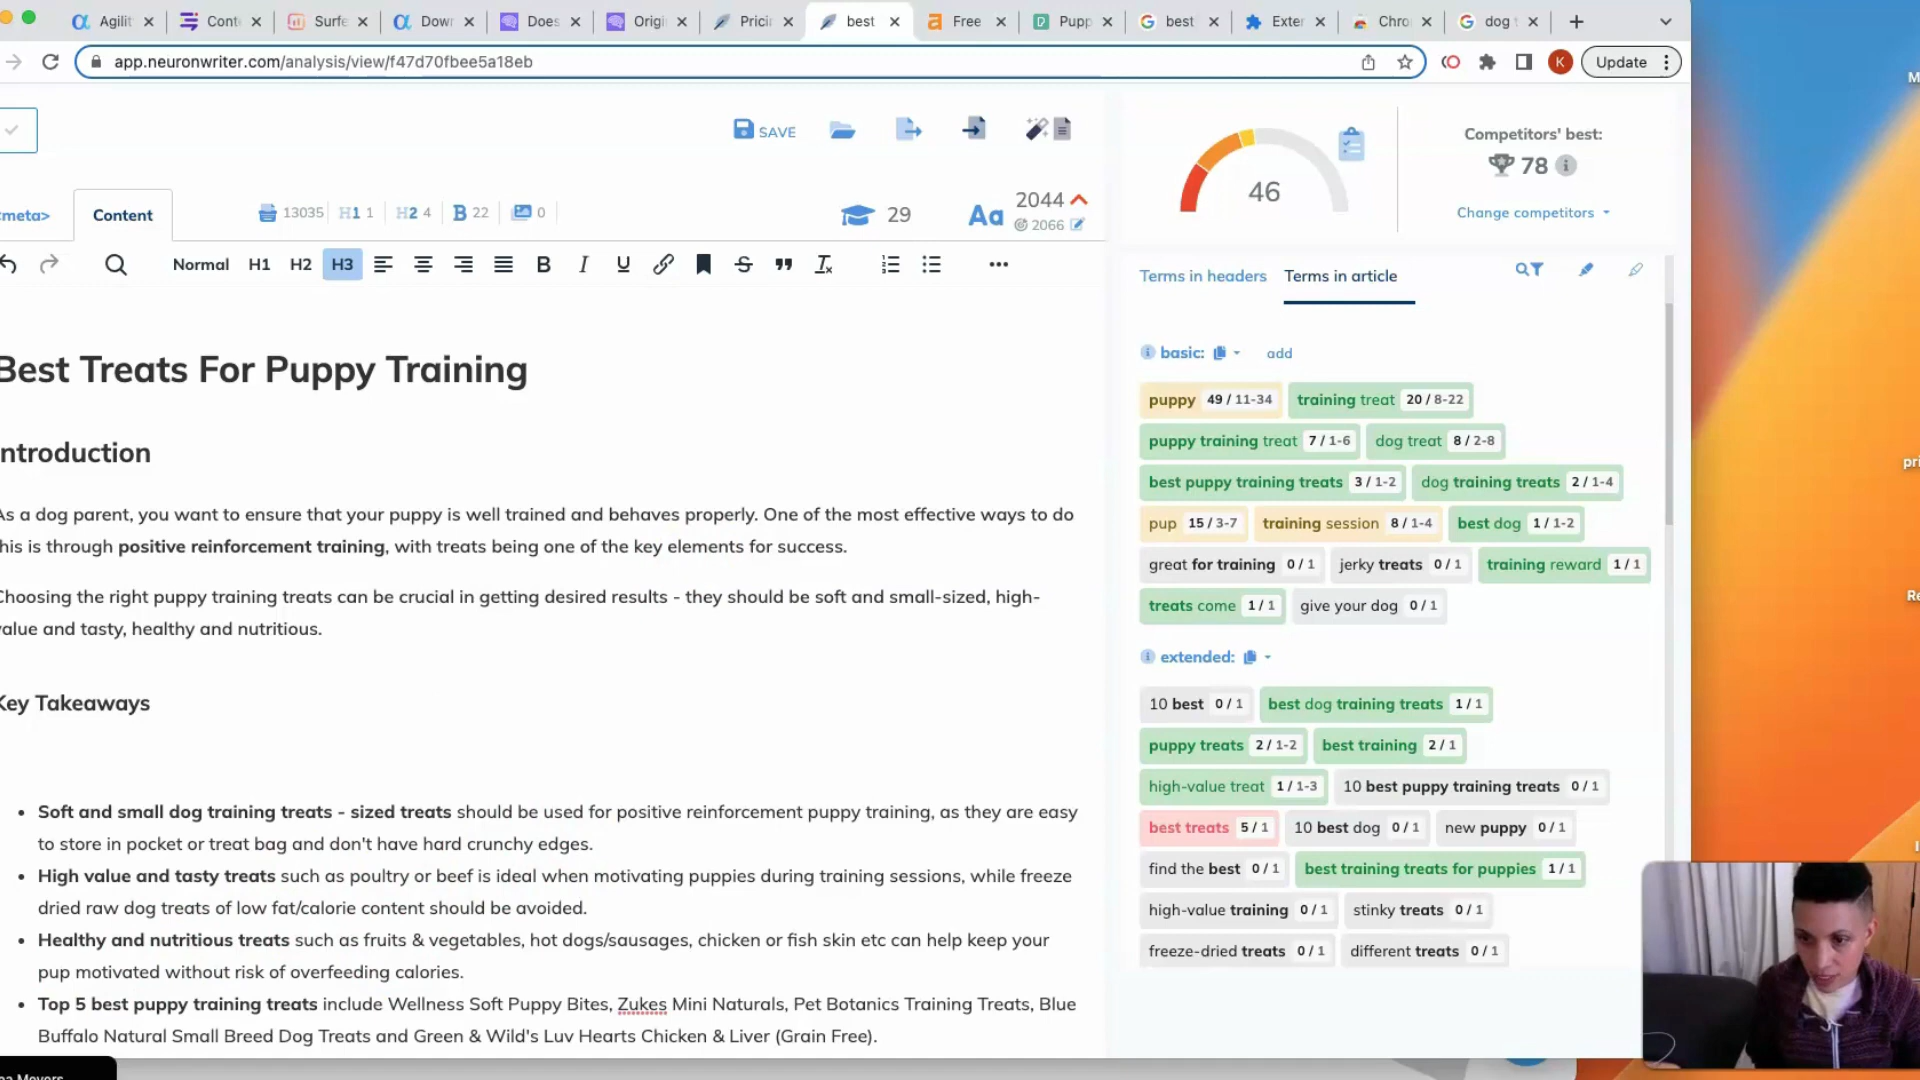 Agilit
Cont
Surfe
Dow
Does
Origi
Pricir
best
Free
Pupp
best
Exter
Chro
dog t
app.neuronwriter.com/analysis/view/f47d70fbee5a18eb
K
Update
SAVE
46
Competitors' best:
78
Change competitors
meta>
Content
13035 H1 1 H2 4 B 22 0
29
Aa 2044
2066
Normal H1 H2 H3 B I U S
Terms in headers
Terms in article
Best Treats For Puppy Training
ntroduction
As a dog parent, you want to ensure that your puppy is well trained and behaves properly. One of the most effective ways to do
his is through positive reinforcement training, with treats being one of the key elements for success.
Choosing the right puppy training treats can be crucial in getting desired results - they should be soft and small-sized, high-
value and tasty, healthy and nutritious.
Key Takeaways
• Soft and small dog training treats - sized treats should be used for positive reinforcement puppy training, as they are easy
to store in pocket or treat bag and don't have hard crunchy edges.
• High value and tasty treats such as poultry or beef is ideal when motivating puppies during training sessions, while freeze
dried raw dog treats of low fat/calorie content should be avoided.
• Healthy and nutritious treats such as fruits & vegetables, hot dogs/sausages, chicken or fish skin etc can help keep your
pup motivated without risk of overfeeding calories.
• Top 5 best puppy training treats include Wellness Soft Puppy Bites, Zukes Mini Naturals, Pet Botanics Training Treats, Blue
Buffalo Natural Small Breed Dog Treats and Green & Wild's Luv Hearts Chicken & Liver (Grain Free).
basic: add
puppy 49 / 11-34 training treat 20 / 8-22
puppy training treat 7 / 1-6 dog treat 8 / 2-8
best puppy training treats 3 / 1-2 dog training treats 2 / 1-4
pup 15 / 3-7 training session 8 / 1-4 best dog 1 / 1-2
great for training 0 / 1 jerky treats 0 / 1 training reward 1 / 1
treats come 1 / 1 give your dog 0 / 1
extended:
10 best 0 / 1 best dog training treats 1 / 1
puppy treats 2 / 1-2 best training 2 / 1
high-value treat 1 / 1-3 10 best puppy training treats 0 / 1
best treats 5 / 1 10 best dog 0 / 1 new puppy 0 / 1
find the best 0 / 1 best training treats for puppies 1 / 1
high-value training 0 / 1 stinky treats 0 / 1
freeze-dried treats 0 / 1 different treats 0 / 1
M
pri
Re